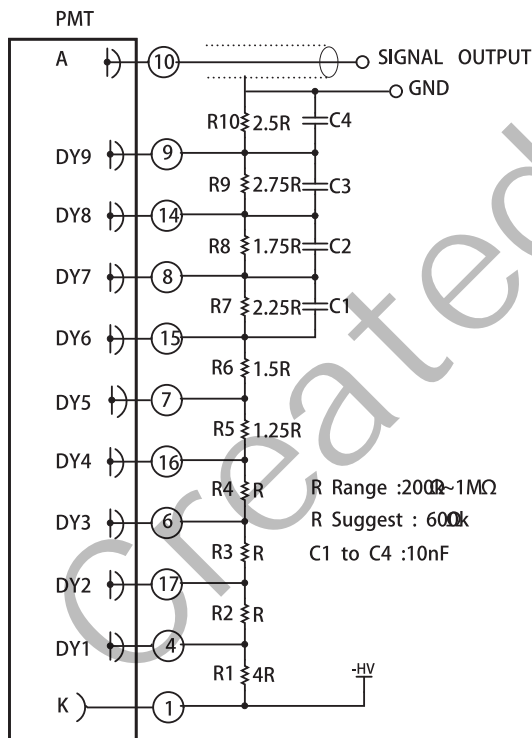 PMT
A 10 SIGNAL OUTPUT
GND
R10 2.5R C4
DY9 9
R9 2.75R C3
DY8 14
R8 1.75R C2
DY7 8
R7 2.25R C1
DY6 15
R6 1.5R
DY5 7
R5 1.25R
DY4 16
R4 R R Range :200Ω~1MΩ
DY3 6 R Suggest : 600Ωk
R3 R C1 to C4 :10nF
DY2 17
R2 R
DY1 4
R1 4R -HV
K 1
Created